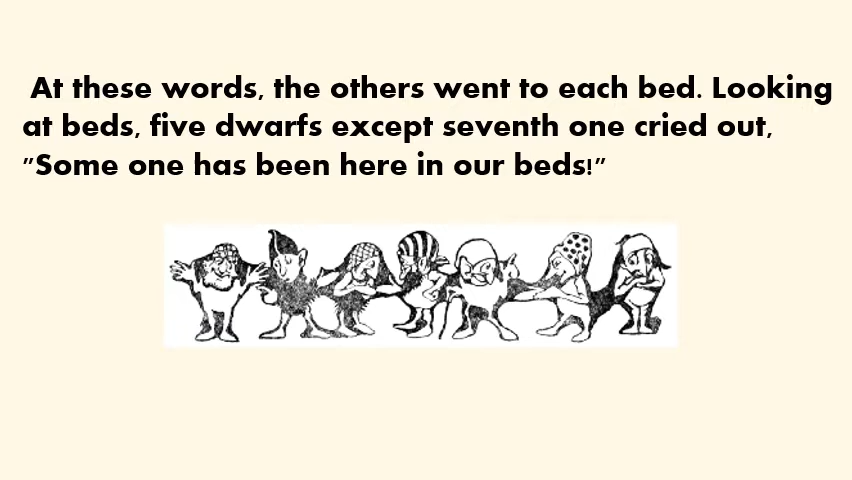 At these words, the others went to each bed. Looking
at beds, five dwarfs except seventh one cried out,
"Some one has been here in our beds!"